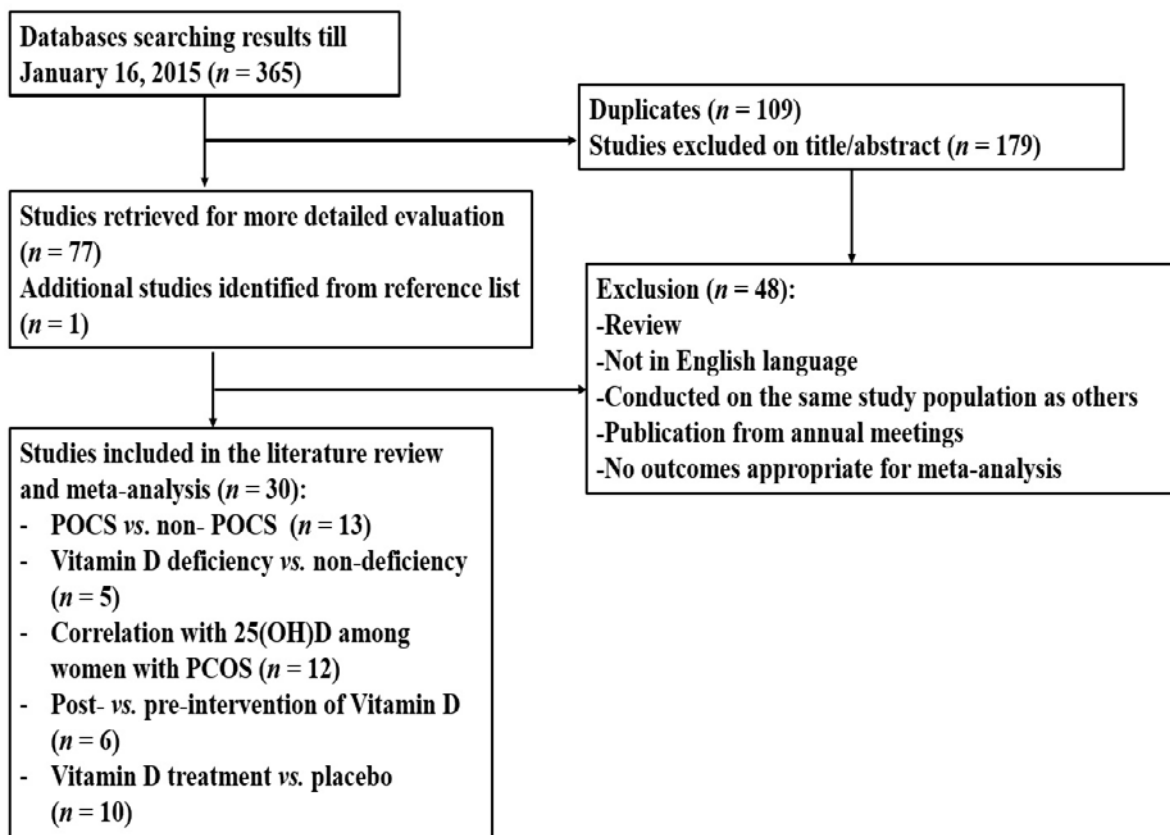 Databases searching results till
January 16, 2015 (n = 365)
Duplicates (n = 109)
Studies excluded on title/abstract (n = 179)
Studies retrieved for more detailed evaluation
(n = 77)
Additional studies identified from reference list
(n = 1)
Exclusion (n = 48):
-Review
-Not in English language
-Conducted on the same study population as others
-Publication from annual meetings
-No outcomes appropriate for meta-analysis
Studies included in the literature review
and meta-analysis (n = 30):
- POCS vs. non- POCS (n = 13)
- Vitamin D deficiency vs. non-deficiency
(n = 5)
- Correlation with 25(OH)D among
women with PCOS (n = 12)
- Post- vs. pre-intervention of Vitamin D
(n = 6)
- Vitamin D treatment vs. placebo
(n = 10)